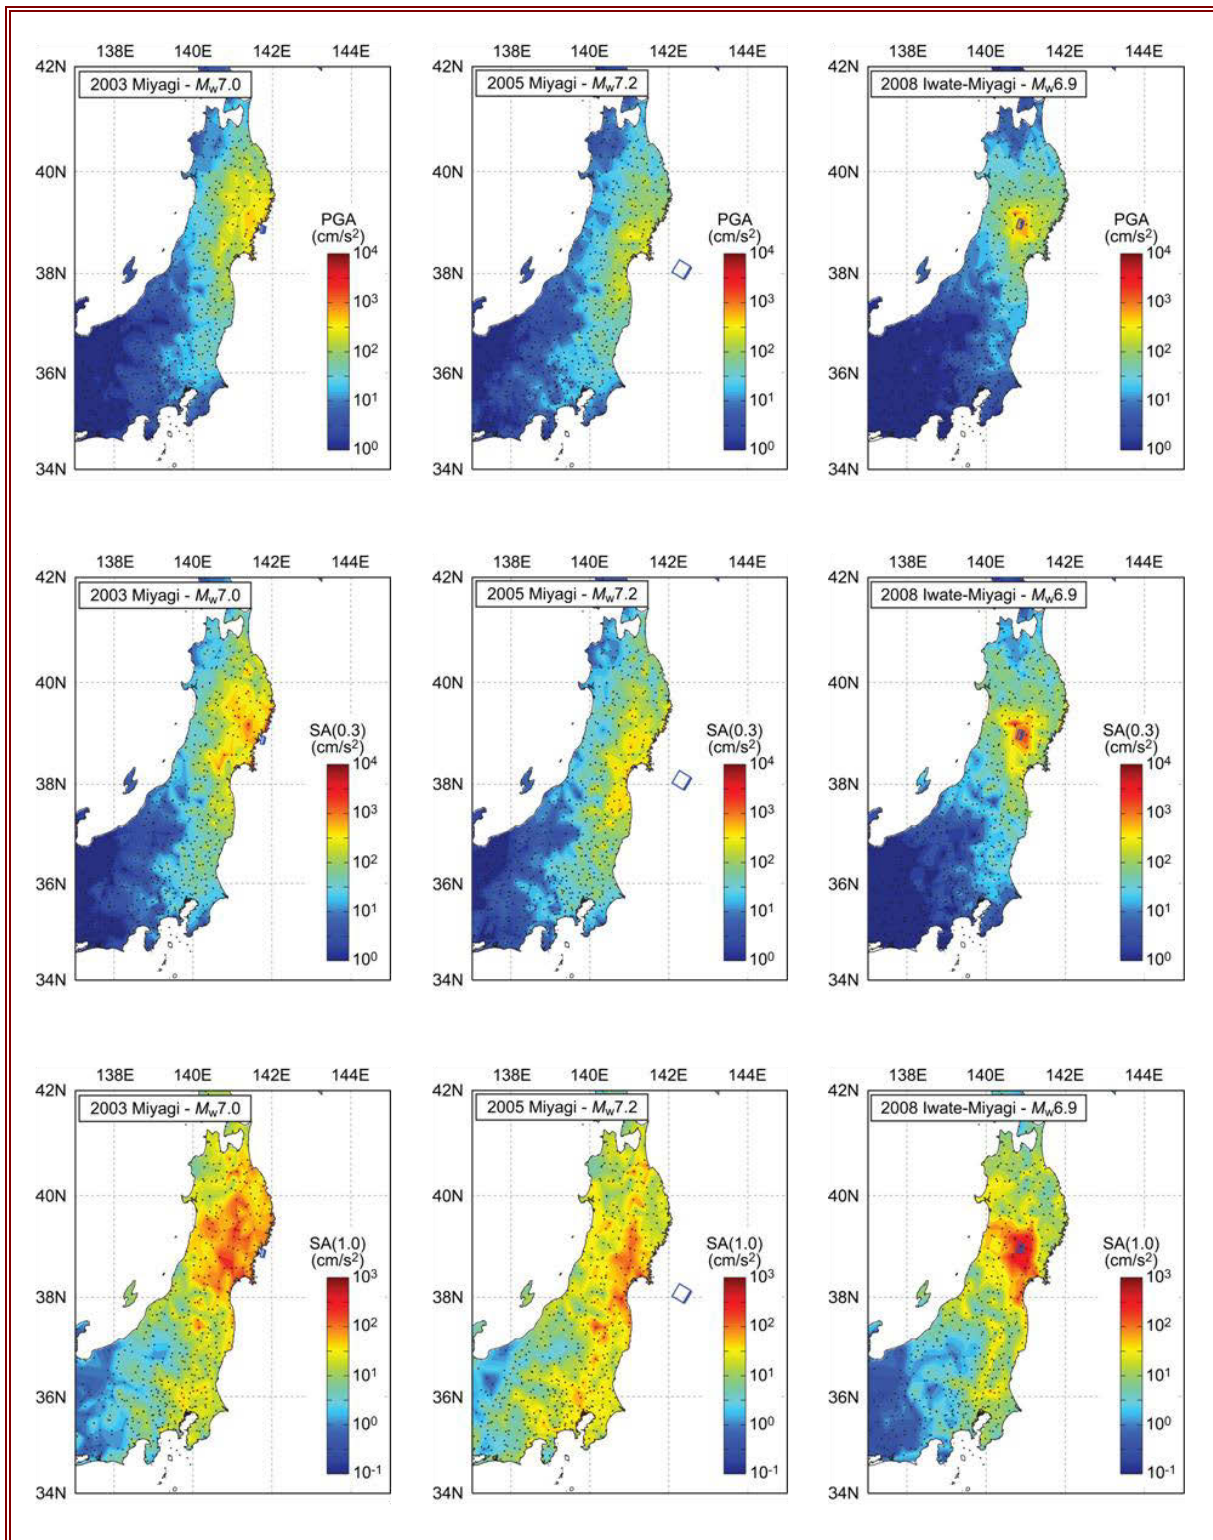 138E 140E 142E 144E
42N
2003 Miyagi - Mw7.0
40N
PGA
(cm/s²)
10⁴
38N
10³
10²
36N
10¹
10⁰
34N
138E 140E 142E 144E
42N
2005 Miyagi - Mw7.2
40N
PGA
(cm/s²)
10⁴
38N
10³
10²
36N
10¹
10⁰
34N
138E 140E 142E 144E
42N
2008 Iwate-Miyagi - Mw6.9
40N
PGA
(cm/s²)
10⁴
38N
10³
10²
36N
10¹
10⁰
34N
138E 140E 142E 144E
42N
2003 Miyagi - Mw7.0
40N
SA(0.3)
(cm/s²)
10⁴
38N
10³
10²
36N
10¹
10⁰
34N
138E 140E 142E 144E
42N
2005 Miyagi - Mw7.2
40N
SA(0.3)
(cm/s²)
10⁴
38N
10³
10²
36N
10¹
10⁰
34N
138E 140E 142E 144E
42N
2008 Iwate-Miyagi - Mw6.9
40N
SA(0.3)
(cm/s²)
10⁴
38N
10³
10²
36N
10¹
10⁰
34N
138E 140E 142E 144E
42N
2003 Miyagi - Mw7.0
40N
SA(1.0)
(cm/s²)
10³
38N
10²
10¹
36N
10⁰
10⁻¹
34N
138E 140E 142E 144E
42N
2005 Miyagi - Mw7.2
40N
SA(1.0)
(cm/s²)
10³
38N
10²
10¹
36N
10⁰
10⁻¹
34N
138E 140E 142E 144E
42N
2008 Iwate-Miyagi - Mw6.9
40N
SA(1.0)
(cm/s²)
10³
38N
10²
10¹
36N
10⁰
10⁻¹
34N